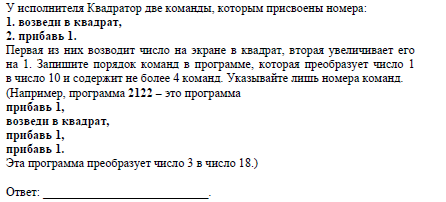 У исполнителя Квадратор две команды, которым присвоены номера:
1. возведи в квадрат,
2. прибавь 1.
Первая из них возводит число на экране в квадрат, вторая увеличивает его
на 1. Запишите порядок команд в программе, которая преобразует число 1
в число 10 и содержит не более 4 команд. Указывайте лишь номера команд.
(Например, программа 2122 – это программа
прибавь 1,
возведи в квадрат,
прибавь 1,
прибавь 1.
Эта программа преобразует число 3 в число 18.)
Ответ: ___________________________.